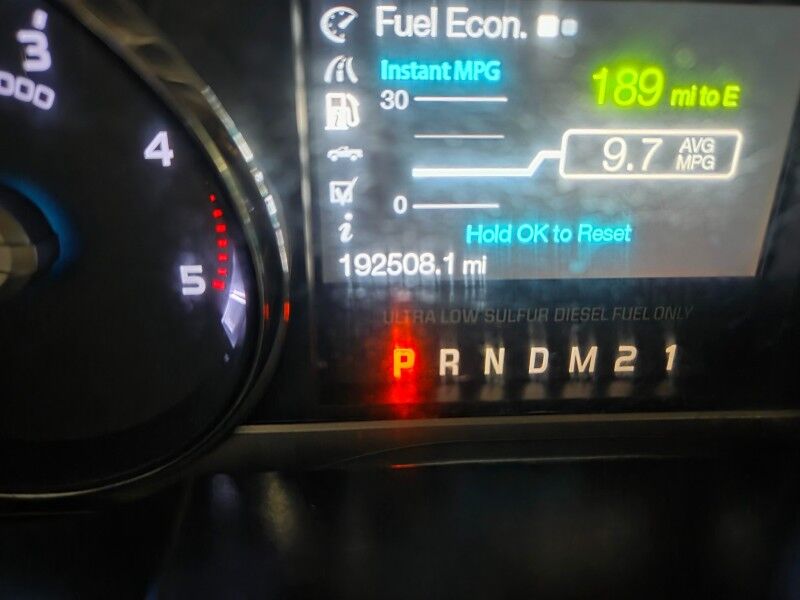 3
000
4
5
Fuel Econ.
Instant MPG
30
189 mi to E
9.7 AVG MPG
0
Hold OK to Reset
192508.1 mi
ULTRA LOW SULFUR DIESEL FUEL ONLY
P R N D M 2 1